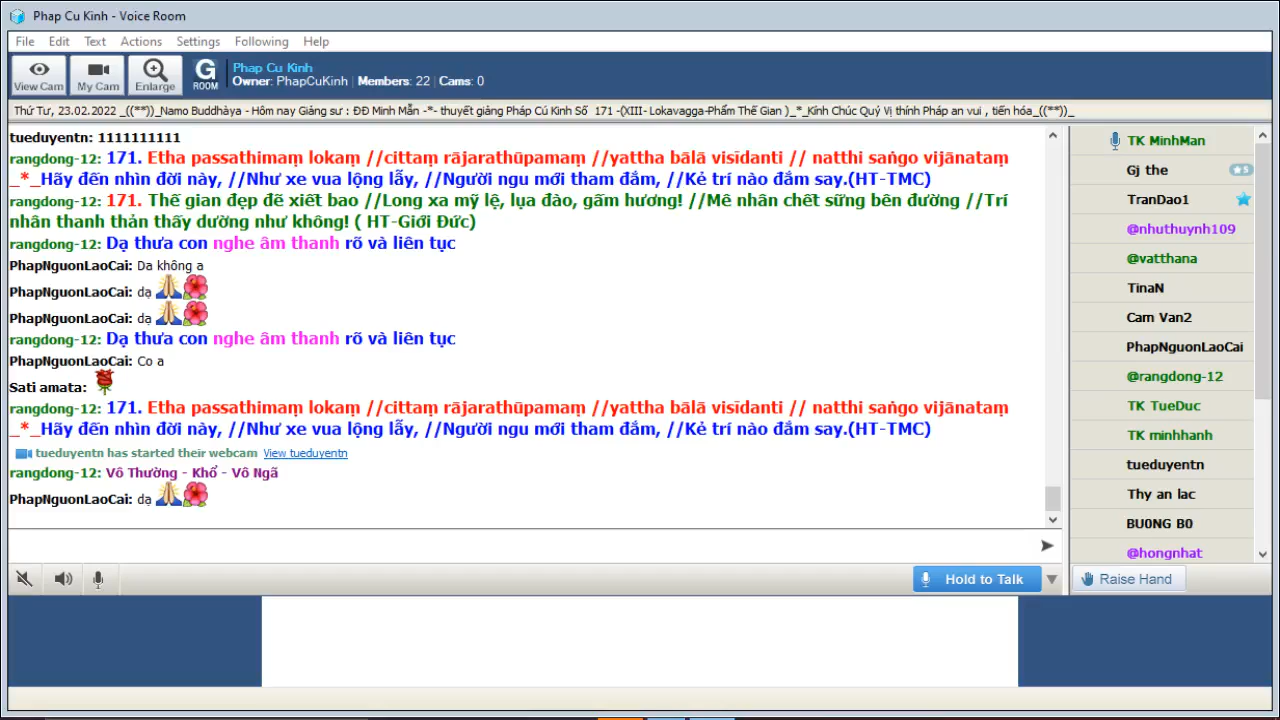 Phap Cu Kinh - Voice Room
File Edit Text Actions Settings Following Help
View Cam My Cam Enlarge G ROOM Phap Cu Kinh
Owner: PhapCuKinh | Members: 22 | Cams: 0
Thứ Tư, 23.02.2022 _((**))_Namo Buddhàya - Hôm nay Giảng sư : ĐĐ Minh Mẫn -*- thuyết giảng Pháp Cú Kinh Số 171 -(XIII- Lokavagga-Phẩm Thế Gian )_*_Kính Chúc Quý Vị thính Pháp an vui , tiến hóa_((**))_
tueduyentn: 1111111111
rangdong-12: 171. Etha passathimaṃ lokaṃ //cittaṃ rājarathūpamaṃ //yattha bālā visīdanti // natthi saṅgo vijānataṃ
_*_Hãy đến nhìn đời này, //Như xe vua lộng lẫy, //Người ngu mới tham đắm, //Kẻ trí nào đắm say.(HT-TMC)
rangdong-12: 171. Thế gian đẹp đẽ xiết bao //Long xa mỹ lệ, lụa đào, gấm hương! //Mê nhân chết sững bên đường //Trí
nhân thanh thản thấy dường như không! ( HT-Giới Đức)
rangdong-12: Dạ thưa con nghe âm thanh rõ và liên tục
PhapNguonLaoCai: Da không a
PhapNguonLaoCai: dạ
PhapNguonLaoCai: dạ
rangdong-12: Dạ thưa con nghe âm thanh rõ và liên tục
PhapNguonLaoCai: Co a
Sati amata:
rangdong-12: 171. Etha passathimaṃ lokaṃ //cittaṃ rājarathūpamaṃ //yattha bālā visīdanti // natthi saṅgo vijānataṃ
_*_Hãy đến nhìn đời này, //Như xe vua lộng lẫy, //Người ngu mới tham đắm, //Kẻ trí nào đắm say.(HT-TMC)
tueduyentn has started their webcam View tueduyentn
rangdong-12: Vô Thường - Khổ - Vô Ngã
PhapNguonLaoCai: dạ
TK MinhMan
Gj the
TranDao1
@nhuthuynh109
@vatthana
TinaN
Cam Van2
PhapNguonLaoCai
@rangdong-12
TK TueDuc
TK minhhanh
tueduyentn
Thy an lac
BU0NG B0
@hongnhat
Hold to Talk
Raise Hand